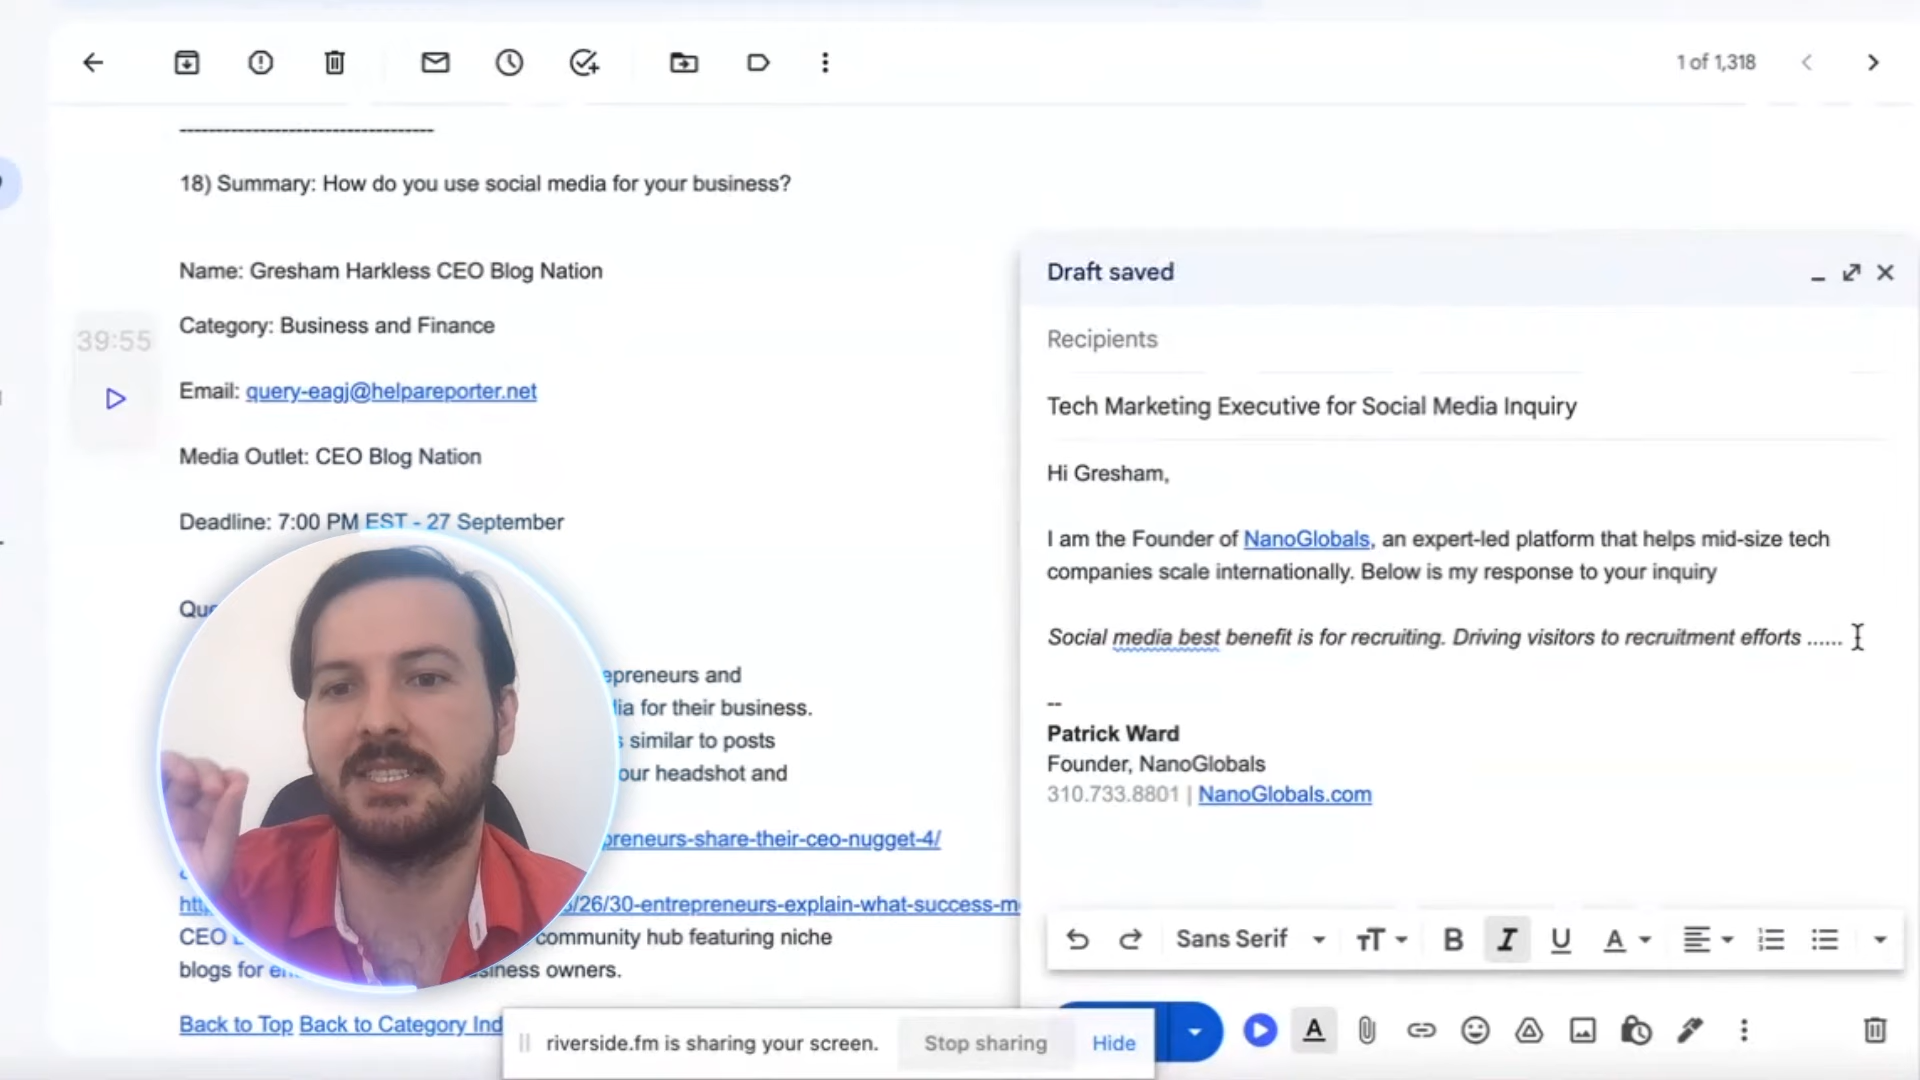 1 of 1,318
-----------------------------------
18) Summary: How do you use social media for your business?
Name: Gresham Harkless CEO Blog Nation
Category: Business and Finance
39:55
Email: query-eagj@helpareporter.net
Media Outlet: CEO Blog Nation
Deadline: 7:00 PM EST - 27 September
epreneurs and
for their business.
similar to posts
our headshot and
preneurs-share-their-ceo-nugget-4/
/26/30-entrepreneurs-explain-what-success-m
CEO
community hub featuring niche
blogs for
owners.
Back to Top Back to Category Ind
Draft saved
Recipients
Tech Marketing Executive for Social Media Inquiry
Hi Gresham,
I am the Founder of NanoGlobals, an expert-led platform that helps mid-size tech
companies scale internationally. Below is my response to your inquiry
Social media best benefit is for recruiting. Driving visitors to recruitment efforts ......
--
Patrick Ward
Founder, NanoGlobals
310.733.8801 | NanoGlobals.com
Sans Serif
riverside.fm is sharing your screen.
Stop sharing
Hide